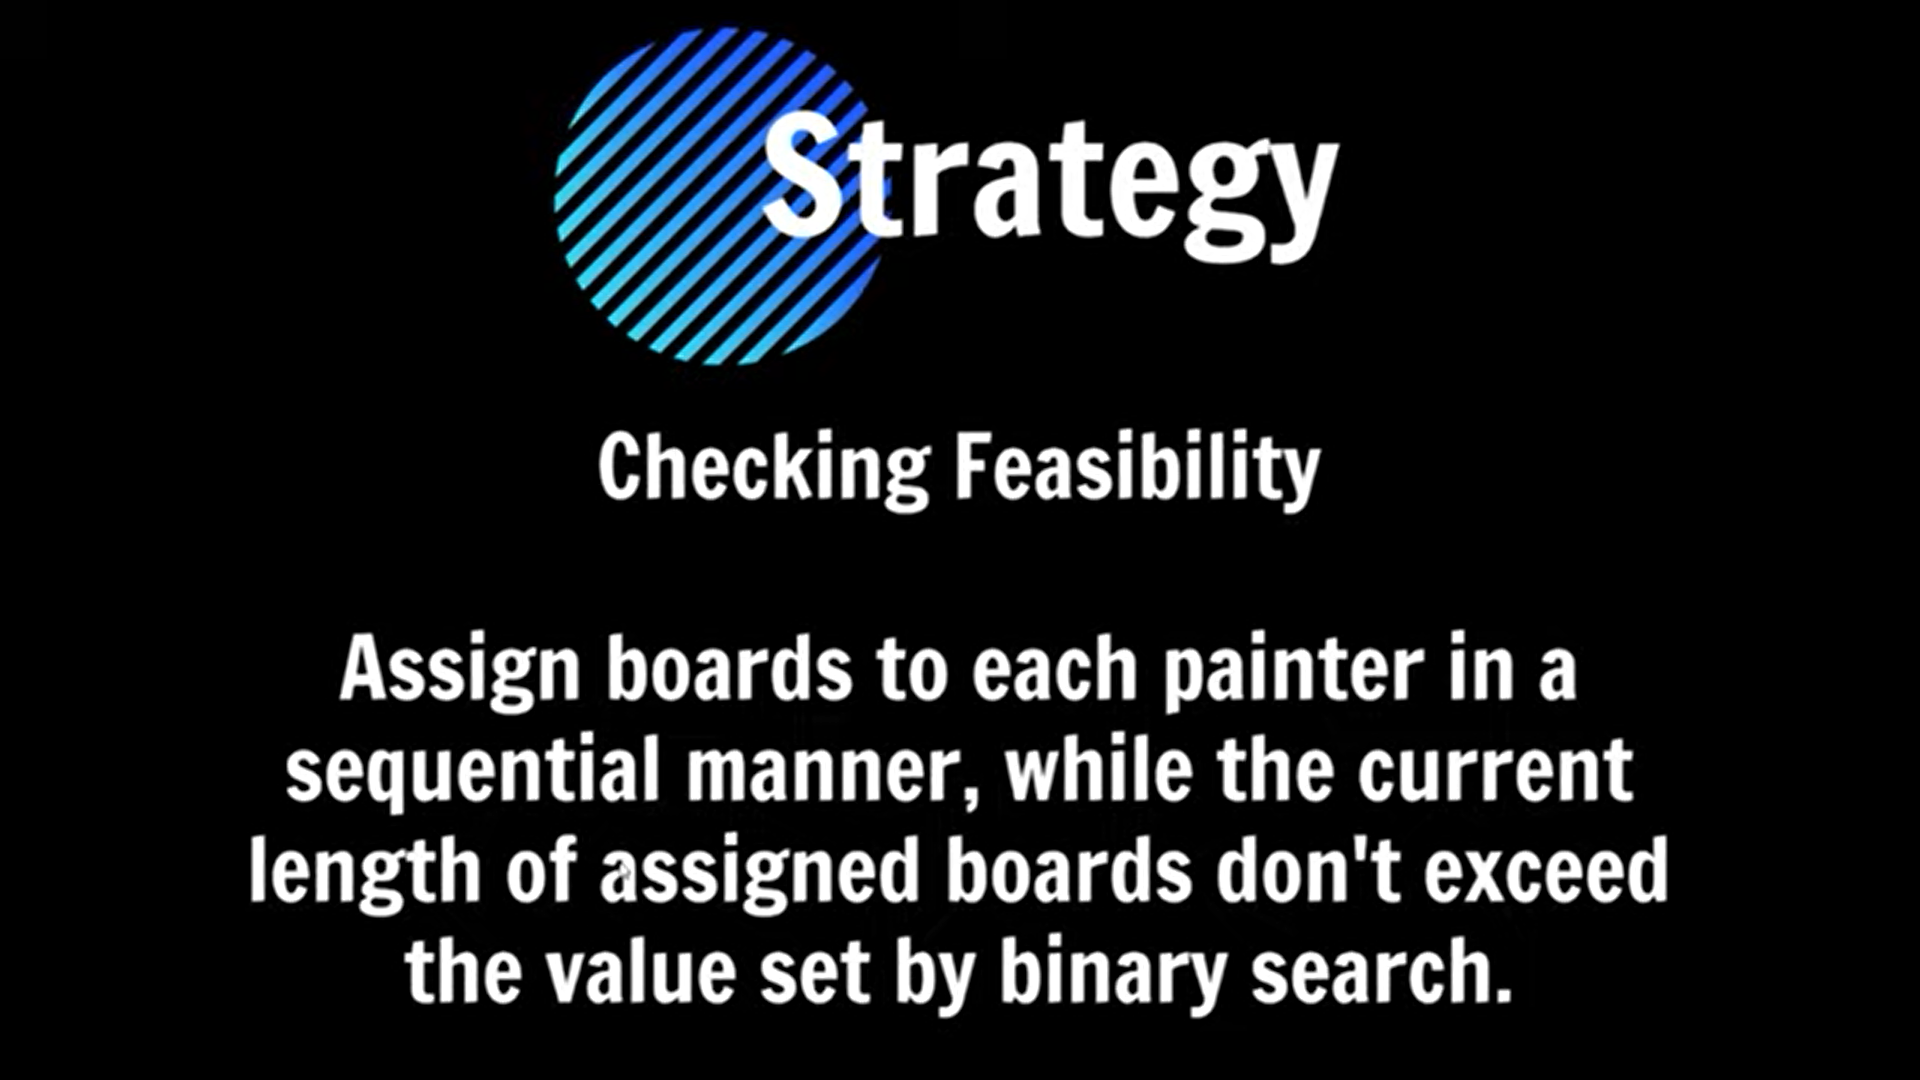 Strategy
Checking Feasibility
Assign boards to each painter in a
sequential manner, while the current
length of assigned boards don't exceed
the value set by binary search.